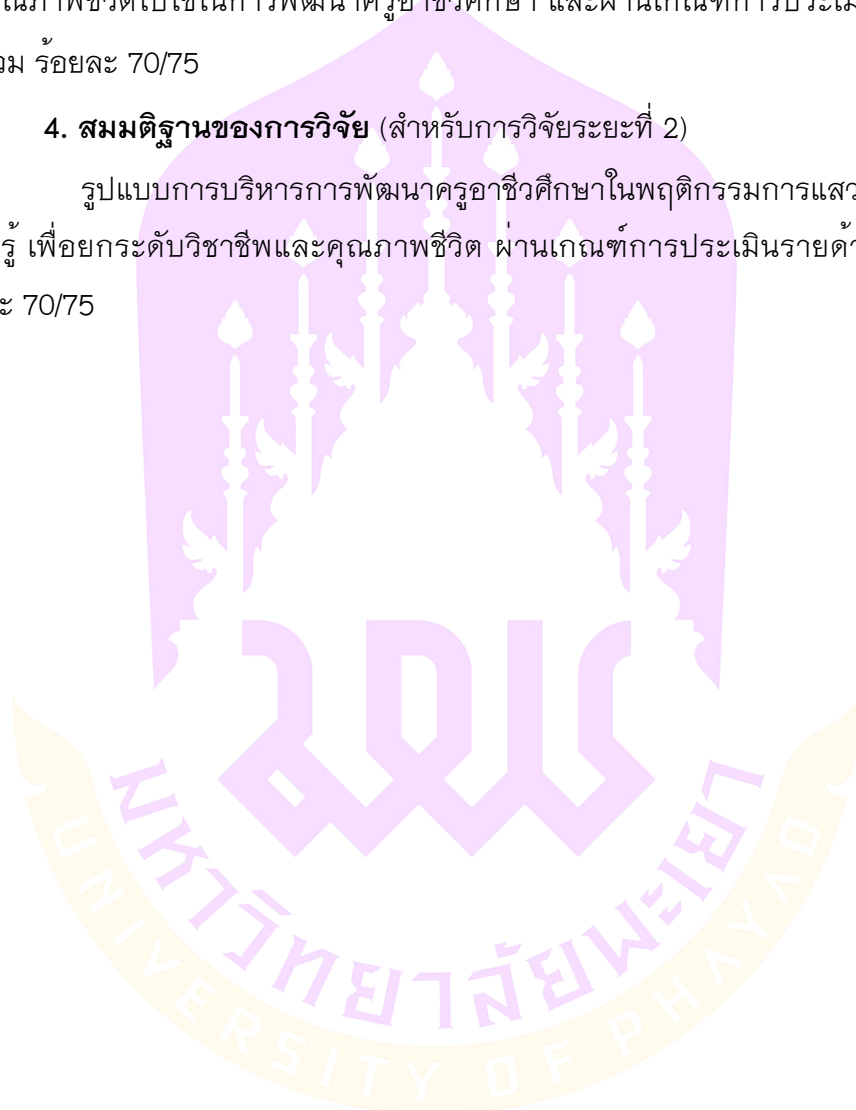 ณภาพชีวิตไปใช้ในการพัฒนาครูอาชีวศึกษา และผ่านเกณฑ์การประเมิ
วม ร้อยละ 70/75
4. สมมติฐานของการวิจัย (สำหรับการวิจัยระยะที่ 2)
รูปแบบการบริหารการพัฒนาครูอาชีวศึกษาในพฤติกรรมการแสว
รู้ เพื่อยกระดับวิชาชีพและคุณภาพชีวิต ผ่านเกณฑ์การประเมินรายด้า
ะ 70/75
มหาวิทยาลัยพะเยา
UNIVERSITY OF PHAYAO